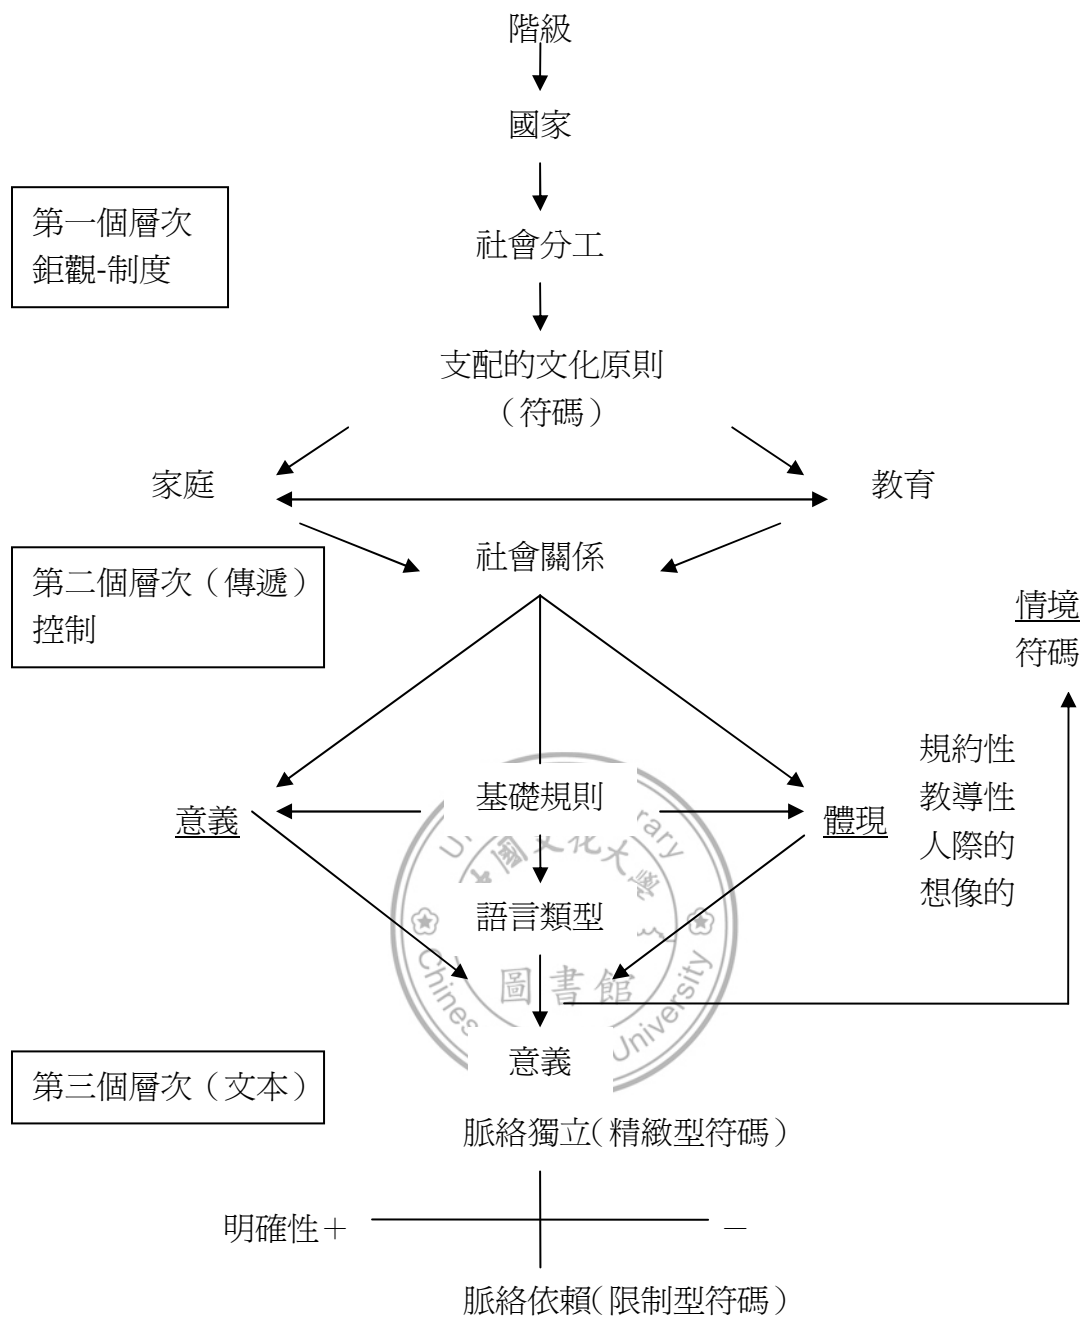 階級
國家
第一個層次
鉅觀-制度
社會分工
支配的文化原則
（符碼）
家庭
教育
社會關係
第二個層次（傳遞）
控制
情境
符碼
規約性
教導性
人際的
想像的
基礎規則
意義
體現
語言類型
圖書館
意義
第三個層次（文本）
脈絡獨立(精緻型符碼)
明確性＋
－
脈絡依賴(限制型符碼)